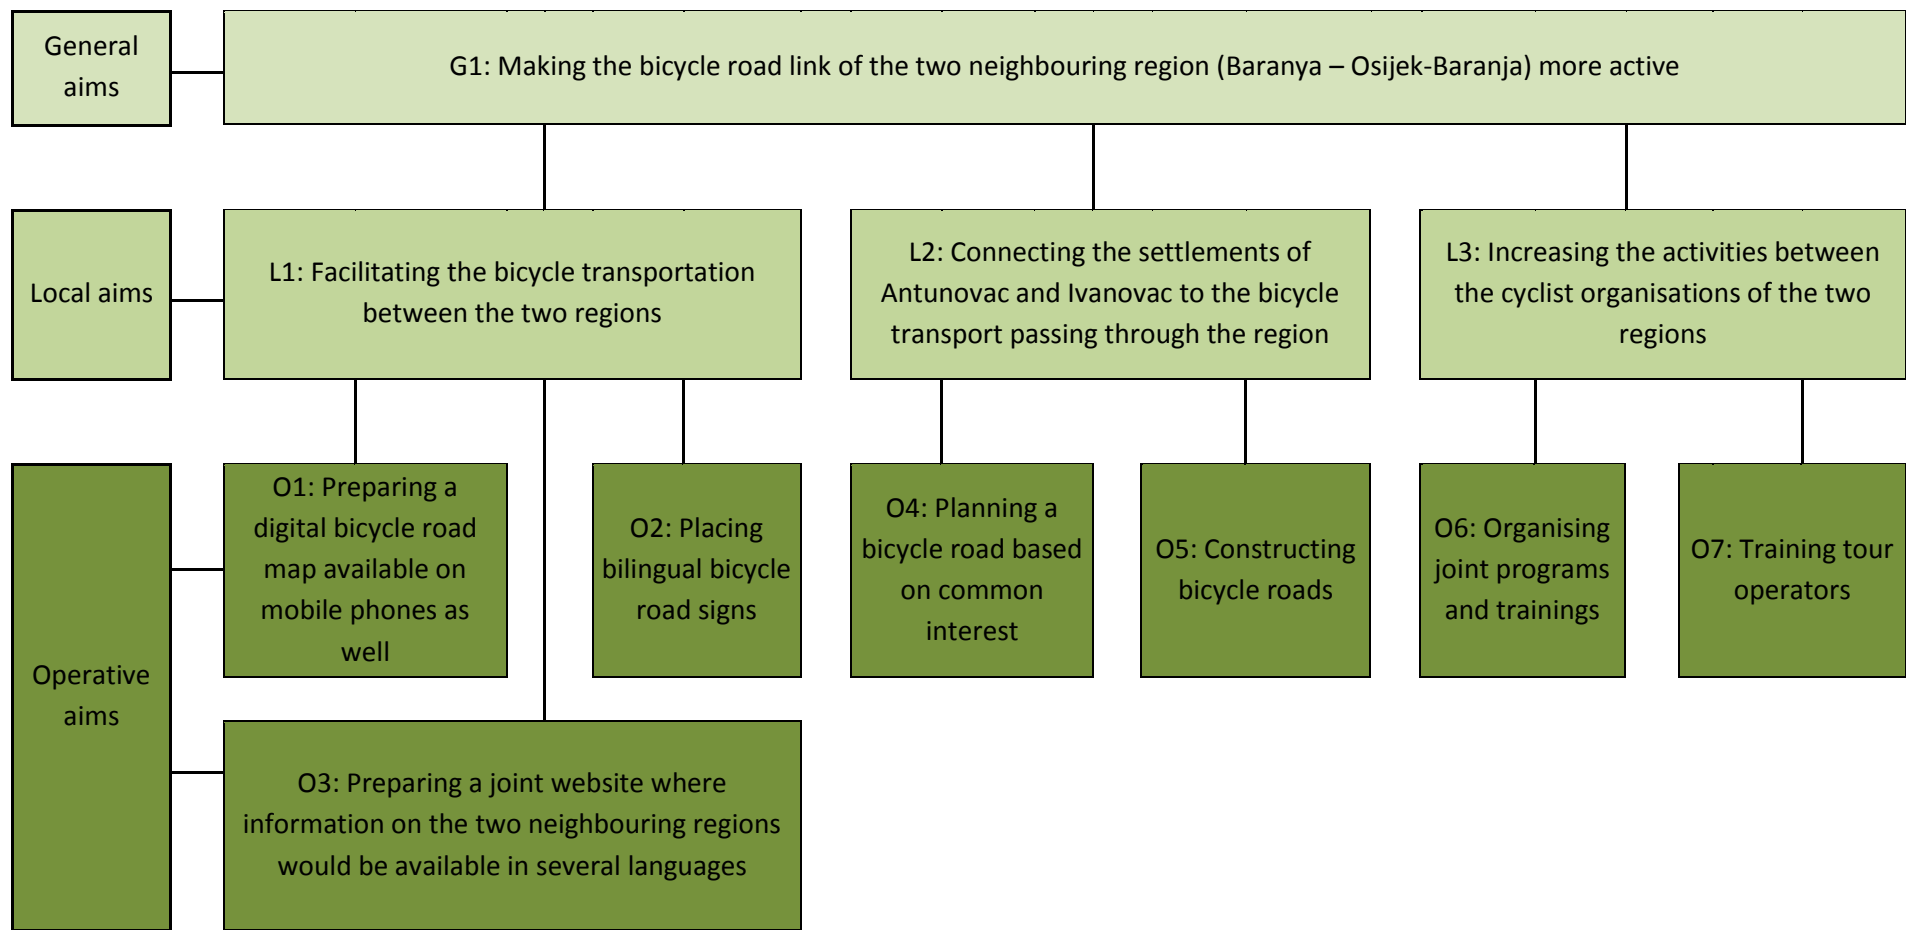 General
aims
G1: Making the bicycle road link of the two neighbouring region (Baranya – Osijek-Baranja) more active
Local aims
L1: Facilitating the bicycle transportation
between the two regions
L2: Connecting the settlements of
Antunovac and Ivanovac to the bicycle
transport passing through the region
L3: Increasing the activities between
the cyclist organisations of the two
regions
Operative
aims
O1: Preparing a
digital bicycle road
map available on
mobile phones as
well
O2: Placing
bilingual bicycle
road signs
O4: Planning a
bicycle road based
on common
interest
O5: Constructing
bicycle roads
O6: Organising
joint programs
and trainings
O7: Training tour
operators
O3: Preparing a joint website where
information on the two neighbouring regions
would be available in several languages